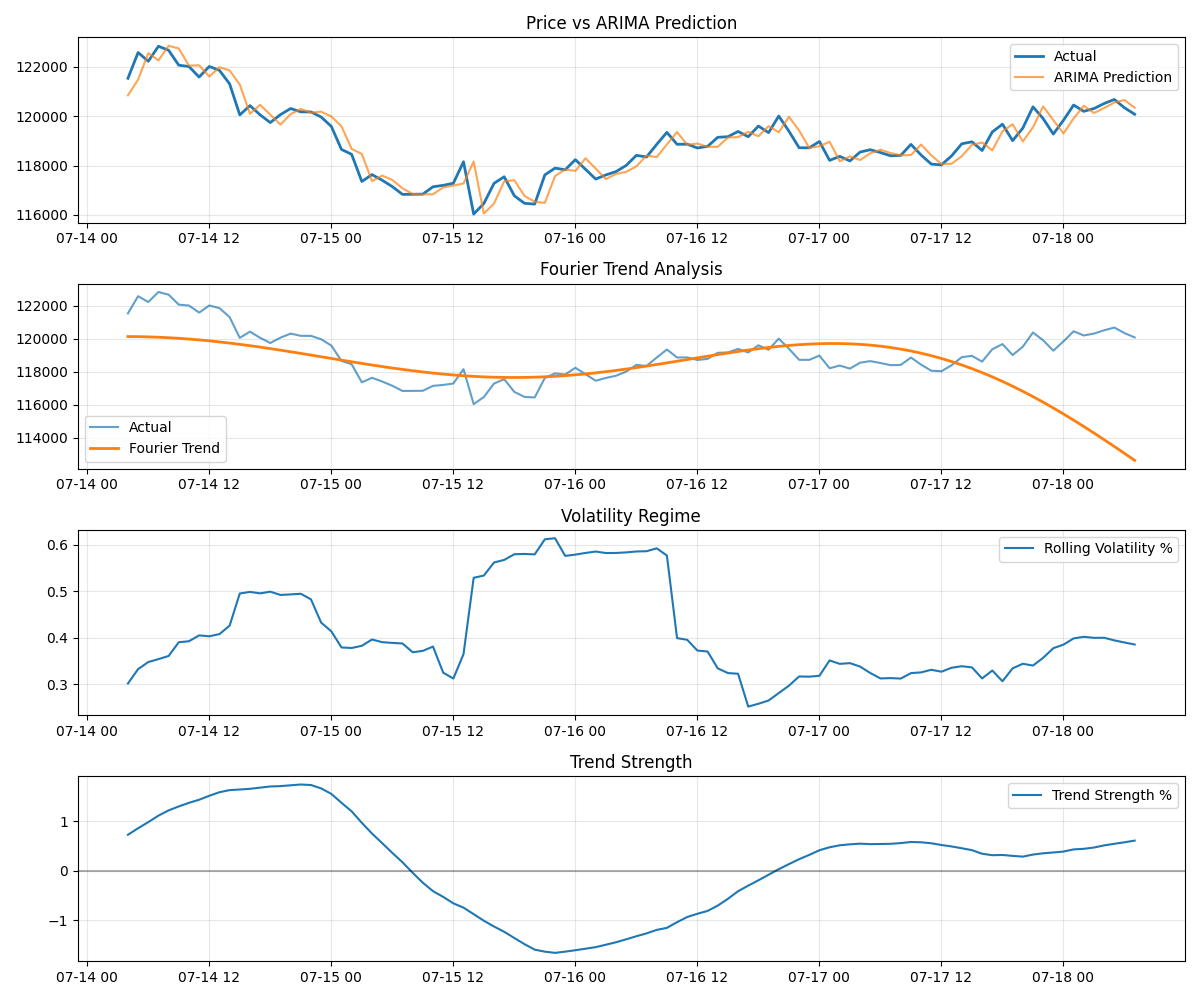 Price vs ARIMA Prediction
122000
120000
118000
116000
Actual
ARIMA Prediction
07-14 00 07-14 12 07-15 00 07-15 12 07-16 00 07-16 12 07-17 00 07-17 12 07-18 00
Fourier Trend Analysis
122000
120000
118000
116000
114000
Actual
Fourier Trend
07-14 00 07-14 12 07-15 00 07-15 12 07-16 00 07-16 12 07-17 00 07-17 12 07-18 00
Volatility Regime
0.6
0.5
0.4
0.3
Rolling Volatility %
07-14 00 07-14 12 07-15 00 07-15 12 07-16 00 07-16 12 07-17 00 07-17 12 07-18 00
Trend Strength
1
0
−1
Trend Strength %
07-14 00 07-14 12 07-15 00 07-15 12 07-16 00 07-16 12 07-17 00 07-17 12 07-18 00